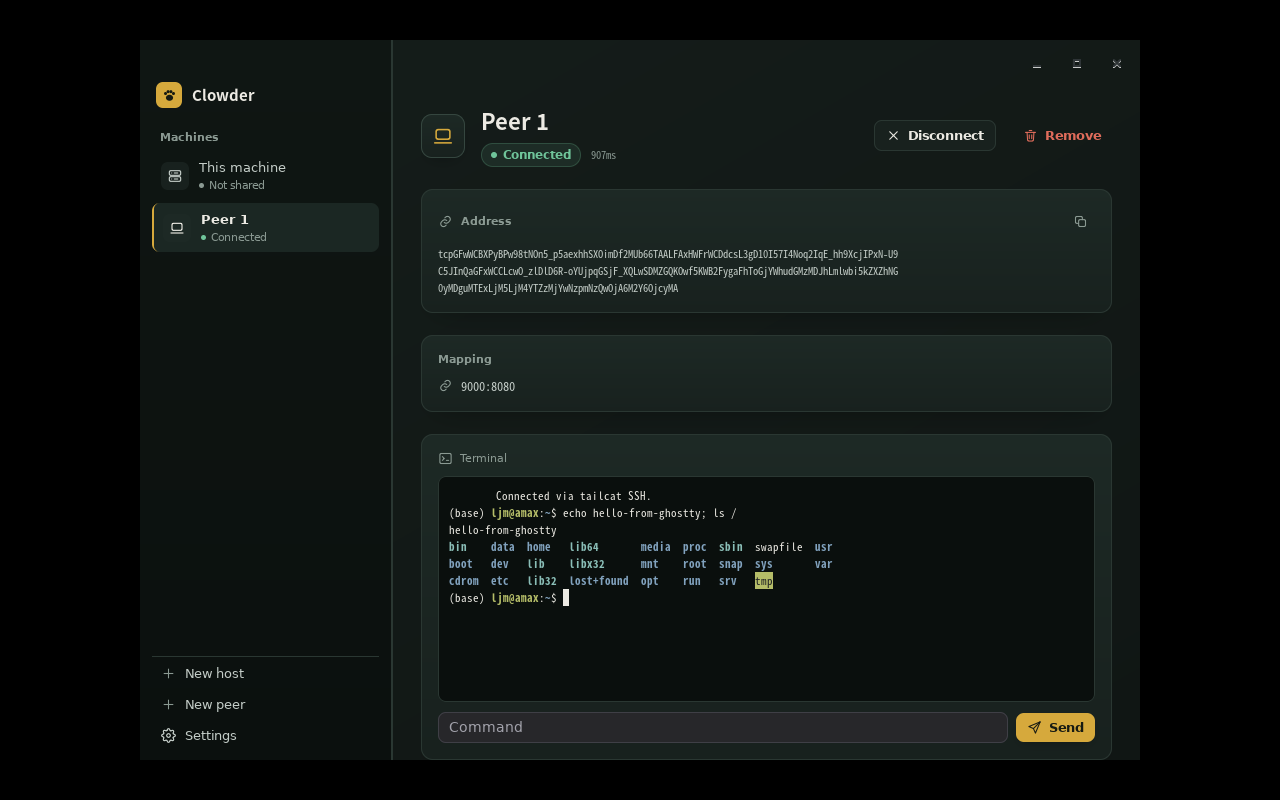 Clowder
Machines
This machine
Not shared
Peer 1
Connected
New host
New peer
Settings
Peer 1
Connected
907ms
Disconnect
Remove
Address
tcpGFwWCBXPyBPw98tNOn5_p5aexhhSXOimDf2MUb66TAALFAxHWFrWCDdcsL3gD1OI57I4Noq2IqE_hh9XcjIPxN-U9
C5JInQaGFxWCCLcwO_zlDlD6R-oYUjpqGSjF_XQLwSDMZGQKOwf5KWB2FygaFhToGjYWhudGMzMDJhLmlwbi5kZXZhNG
OyMDguMTExLjM5LjM4YTZzMjYwNzpmNzQwOjA6M2Y6OjcyMA
Mapping
9000:8080
Terminal
Connected via tailcat SSH.
(base) ljm@amax:~$ echo hello-from-ghostty; ls /
hello-from-ghostty
bin data home lib64 media proc sbin swapfile usr
boot dev lib libx32 mnt root snap sys var
cdrom etc lib32 lost+found opt run srv tmp
(base) ljm@amax:~$
Command
Send